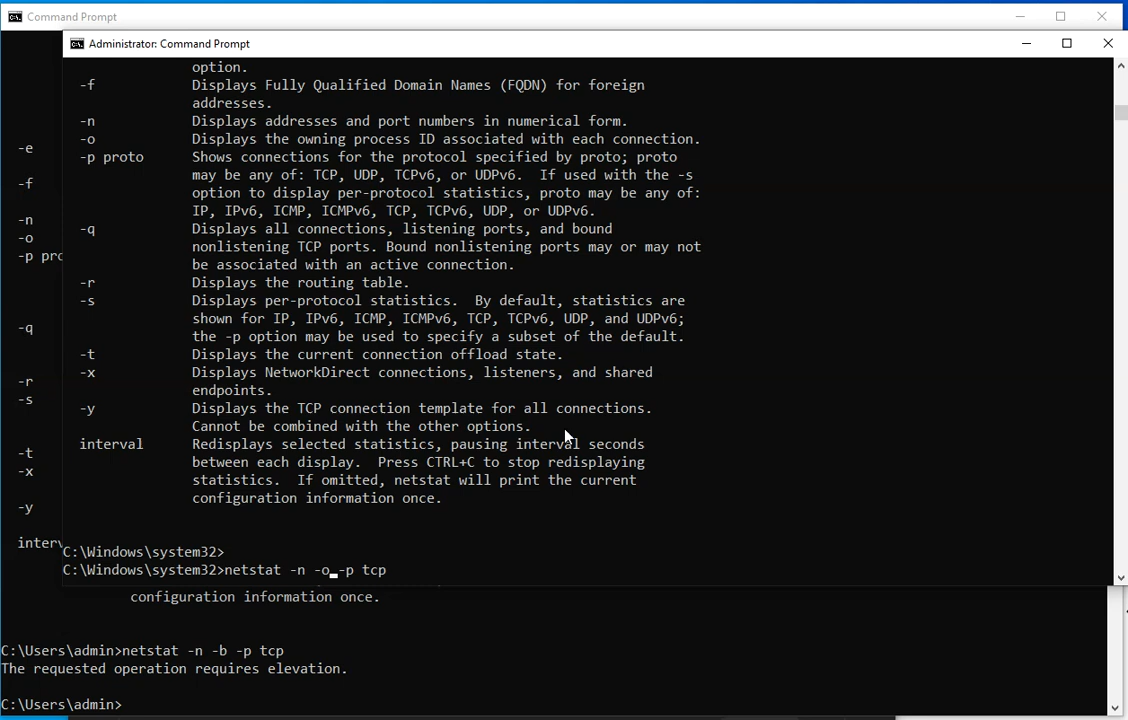 Command Prompt
Administrator: Command Prompt
option.
-f Displays Fully Qualified Domain Names (FQDN) for foreign
addresses.
-n Displays addresses and port numbers in numerical form.
-o Displays the owning process ID associated with each connection.
-p proto Shows connections for the protocol specified by proto; proto
may be any of: TCP, UDP, TCPv6, or UDPv6.  If used with the -s
option to display per-protocol statistics, proto may be any of:
IP, IPv6, ICMP, ICMPv6, TCP, TCPv6, UDP, or UDPv6.
-q Displays all connections, listening ports, and bound
nonlistening TCP ports. Bound nonlistening ports may or may not
be associated with an active connection.
-r Displays the routing table.
-s Displays per-protocol statistics.  By default, statistics are
shown for IP, IPv6, ICMP, ICMPv6, TCP, TCPv6, UDP, and UDPv6;
the -p option may be used to specify a subset of the default.
-t Displays the current connection offload state.
-x Displays NetworkDirect connections, listeners, and shared
endpoints.
-y Displays the TCP connection template for all connections.
Cannot be combined with the other options.
interval Redisplays selected statistics, pausing interval seconds
between each display.  Press CTRL+C to stop redisplaying
statistics.  If omitted, netstat will print the current
configuration information once.
C:\Windows\system32>
C:\Windows\system32>netstat -n -o -p tcp
-e
-f
-n
-o
-p pro
-q
-r
-s
-t
-x
-y
interv
configuration information once.
C:\Users\admin>netstat -n -b -p tcp
The requested operation requires elevation.
C:\Users\admin>